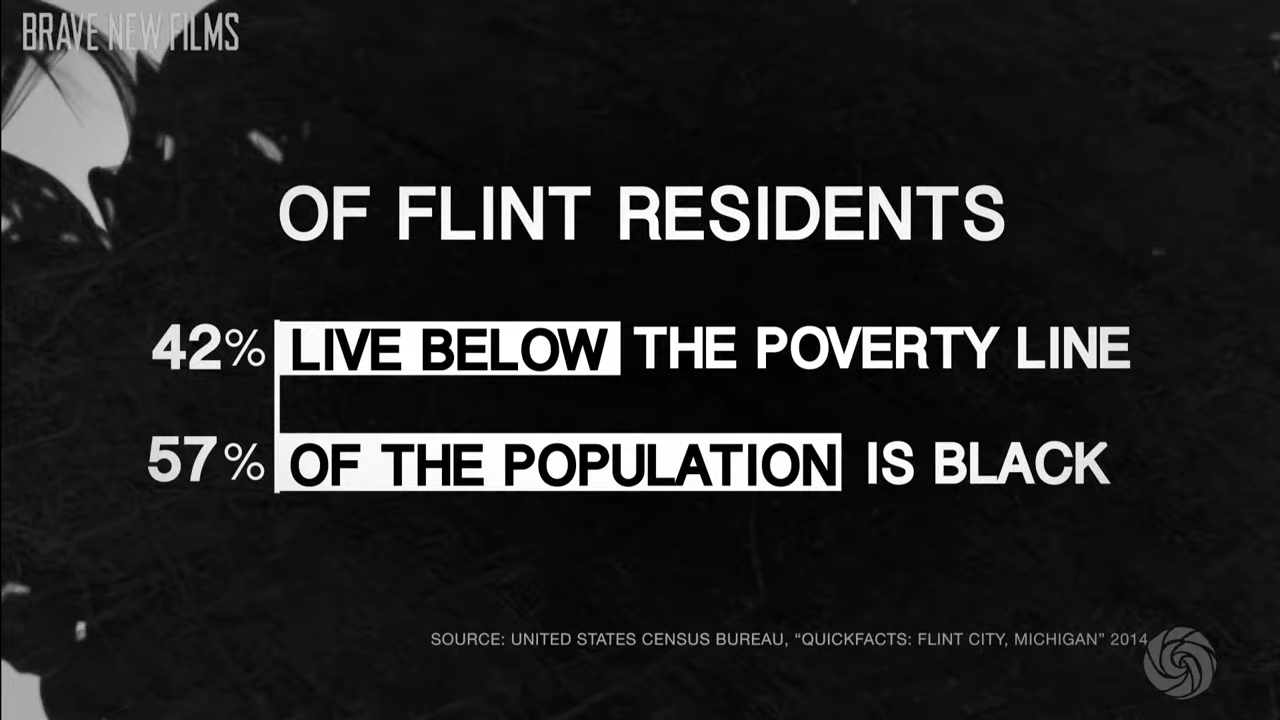 BRAVE NEW FILMS
OF FLINT RESIDENTS
42% LIVE BELOW THE POVERTY LINE
57% OF THE POPULATION IS BLACK
SOURCE: UNITED STATES CENSUS BUREAU, “QUICKFACTS: FLINT CITY, MICHIGAN” 2014